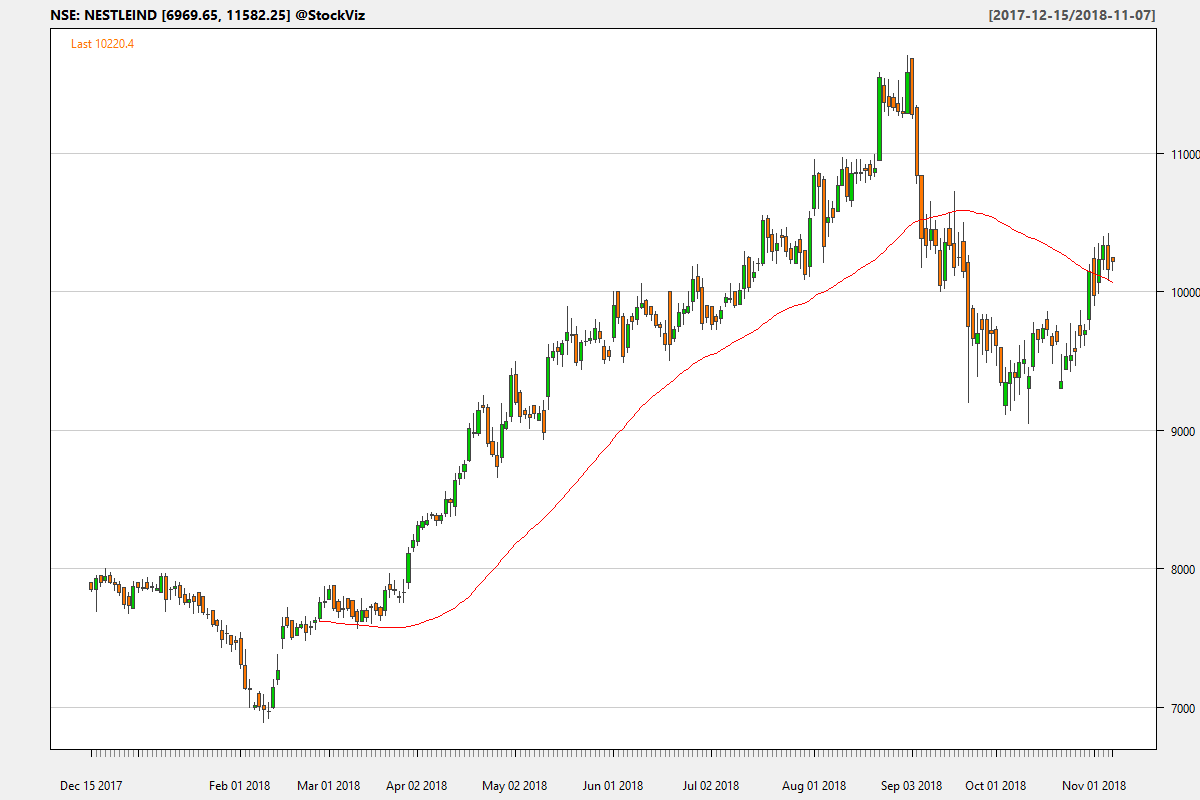 NSE: NESTLEIND [6969.65, 11582.25] @StockViz [2017-12-15/2018-11-07]
Last 10220.4
11000
10000
9000
8000
7000
Dec 15 2017 Feb 01 2018 Mar 01 2018 Apr 02 2018 May 02 2018 Jun 01 2018 Jul 02 2018 Aug 01 2018 Sep 03 2018 Oct 01 2018 Nov 01 2018